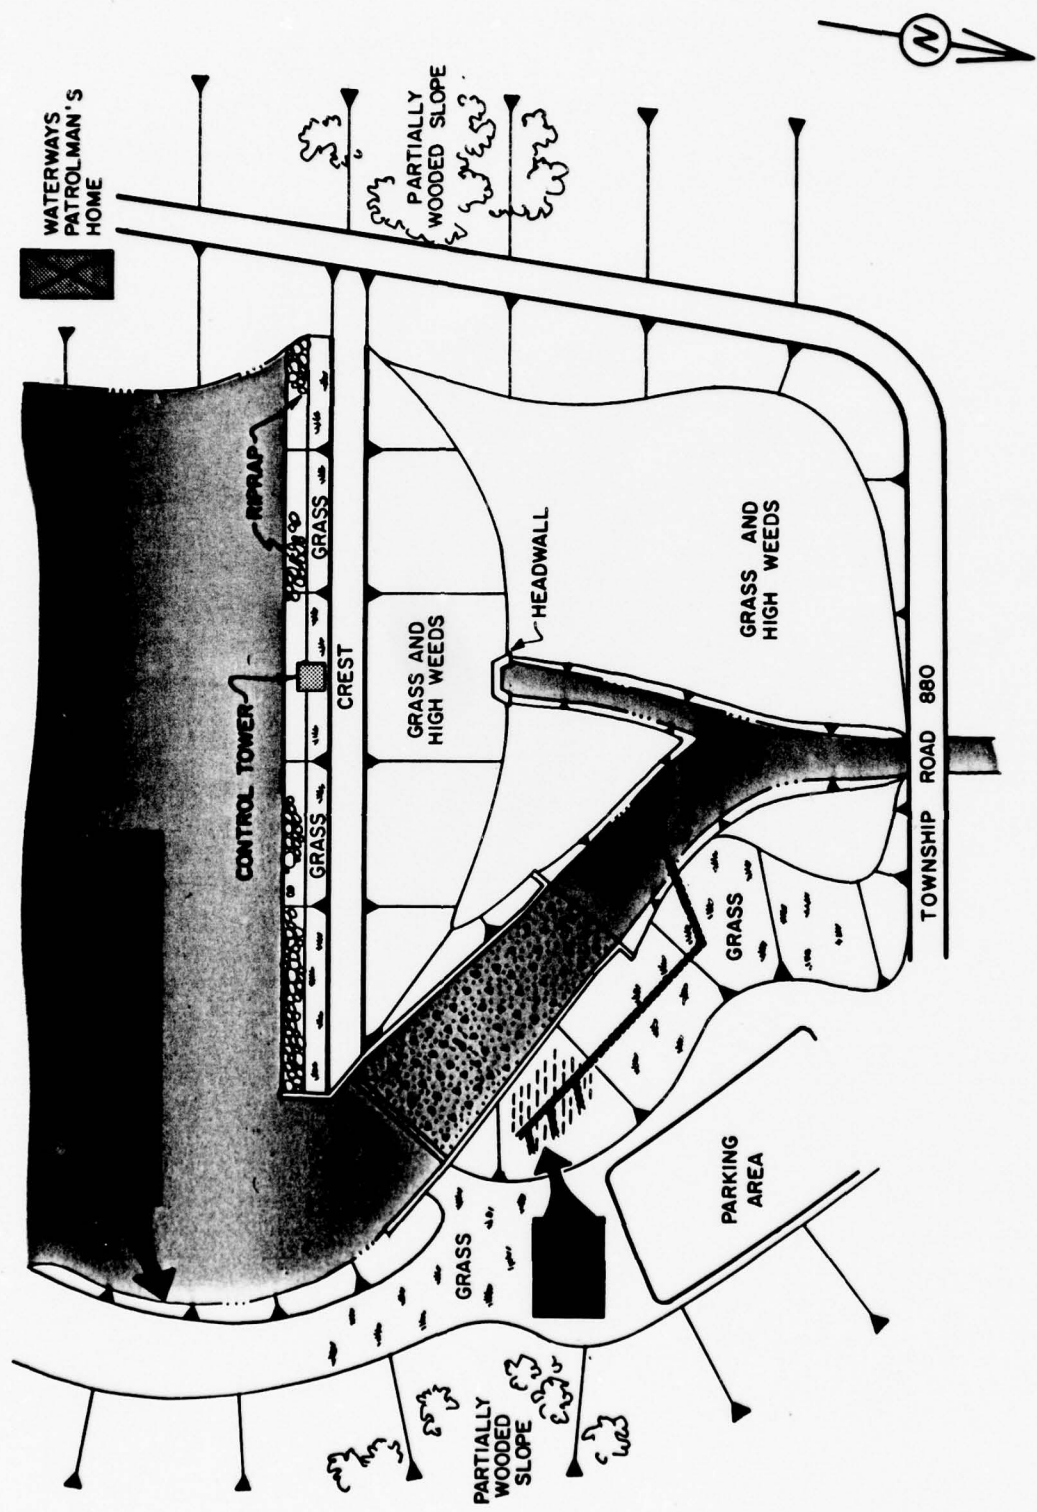 N
WATERWAYS
PATROLMAN'S
HOME
PARTIALLY
WOODED SLOPE
RIPRAP
GRASS
HEADWALL
GRASS AND
HIGH WEEDS
CONTROL TOWER
CREST
GRASS AND
HIGH WEEDS
GRASS
TOWNSHIP ROAD 880
GRASS
PARKING
AREA
GRASS
PARTIALLY
WOODED
SLOPE